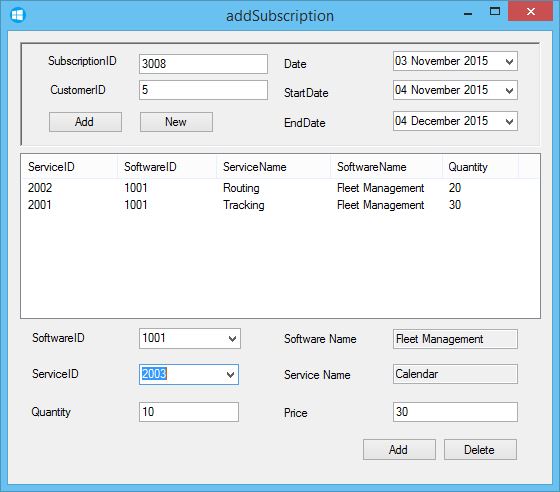 addSubscription
SubscriptionID 3008 Date 03 November 2015
CustomerID 5 StartDate 04 November 2015
Add New EndDate 04 December 2015
ServiceID SoftwareID ServiceName SoftwareName Quantity
2002 1001 Routing Fleet Management 20
2001 1001 Tracking Fleet Management 30
SoftwareID 1001 Software Name Fleet Management
ServiceID 2003 Service Name Calendar
Quantity 10 Price 30
Add Delete